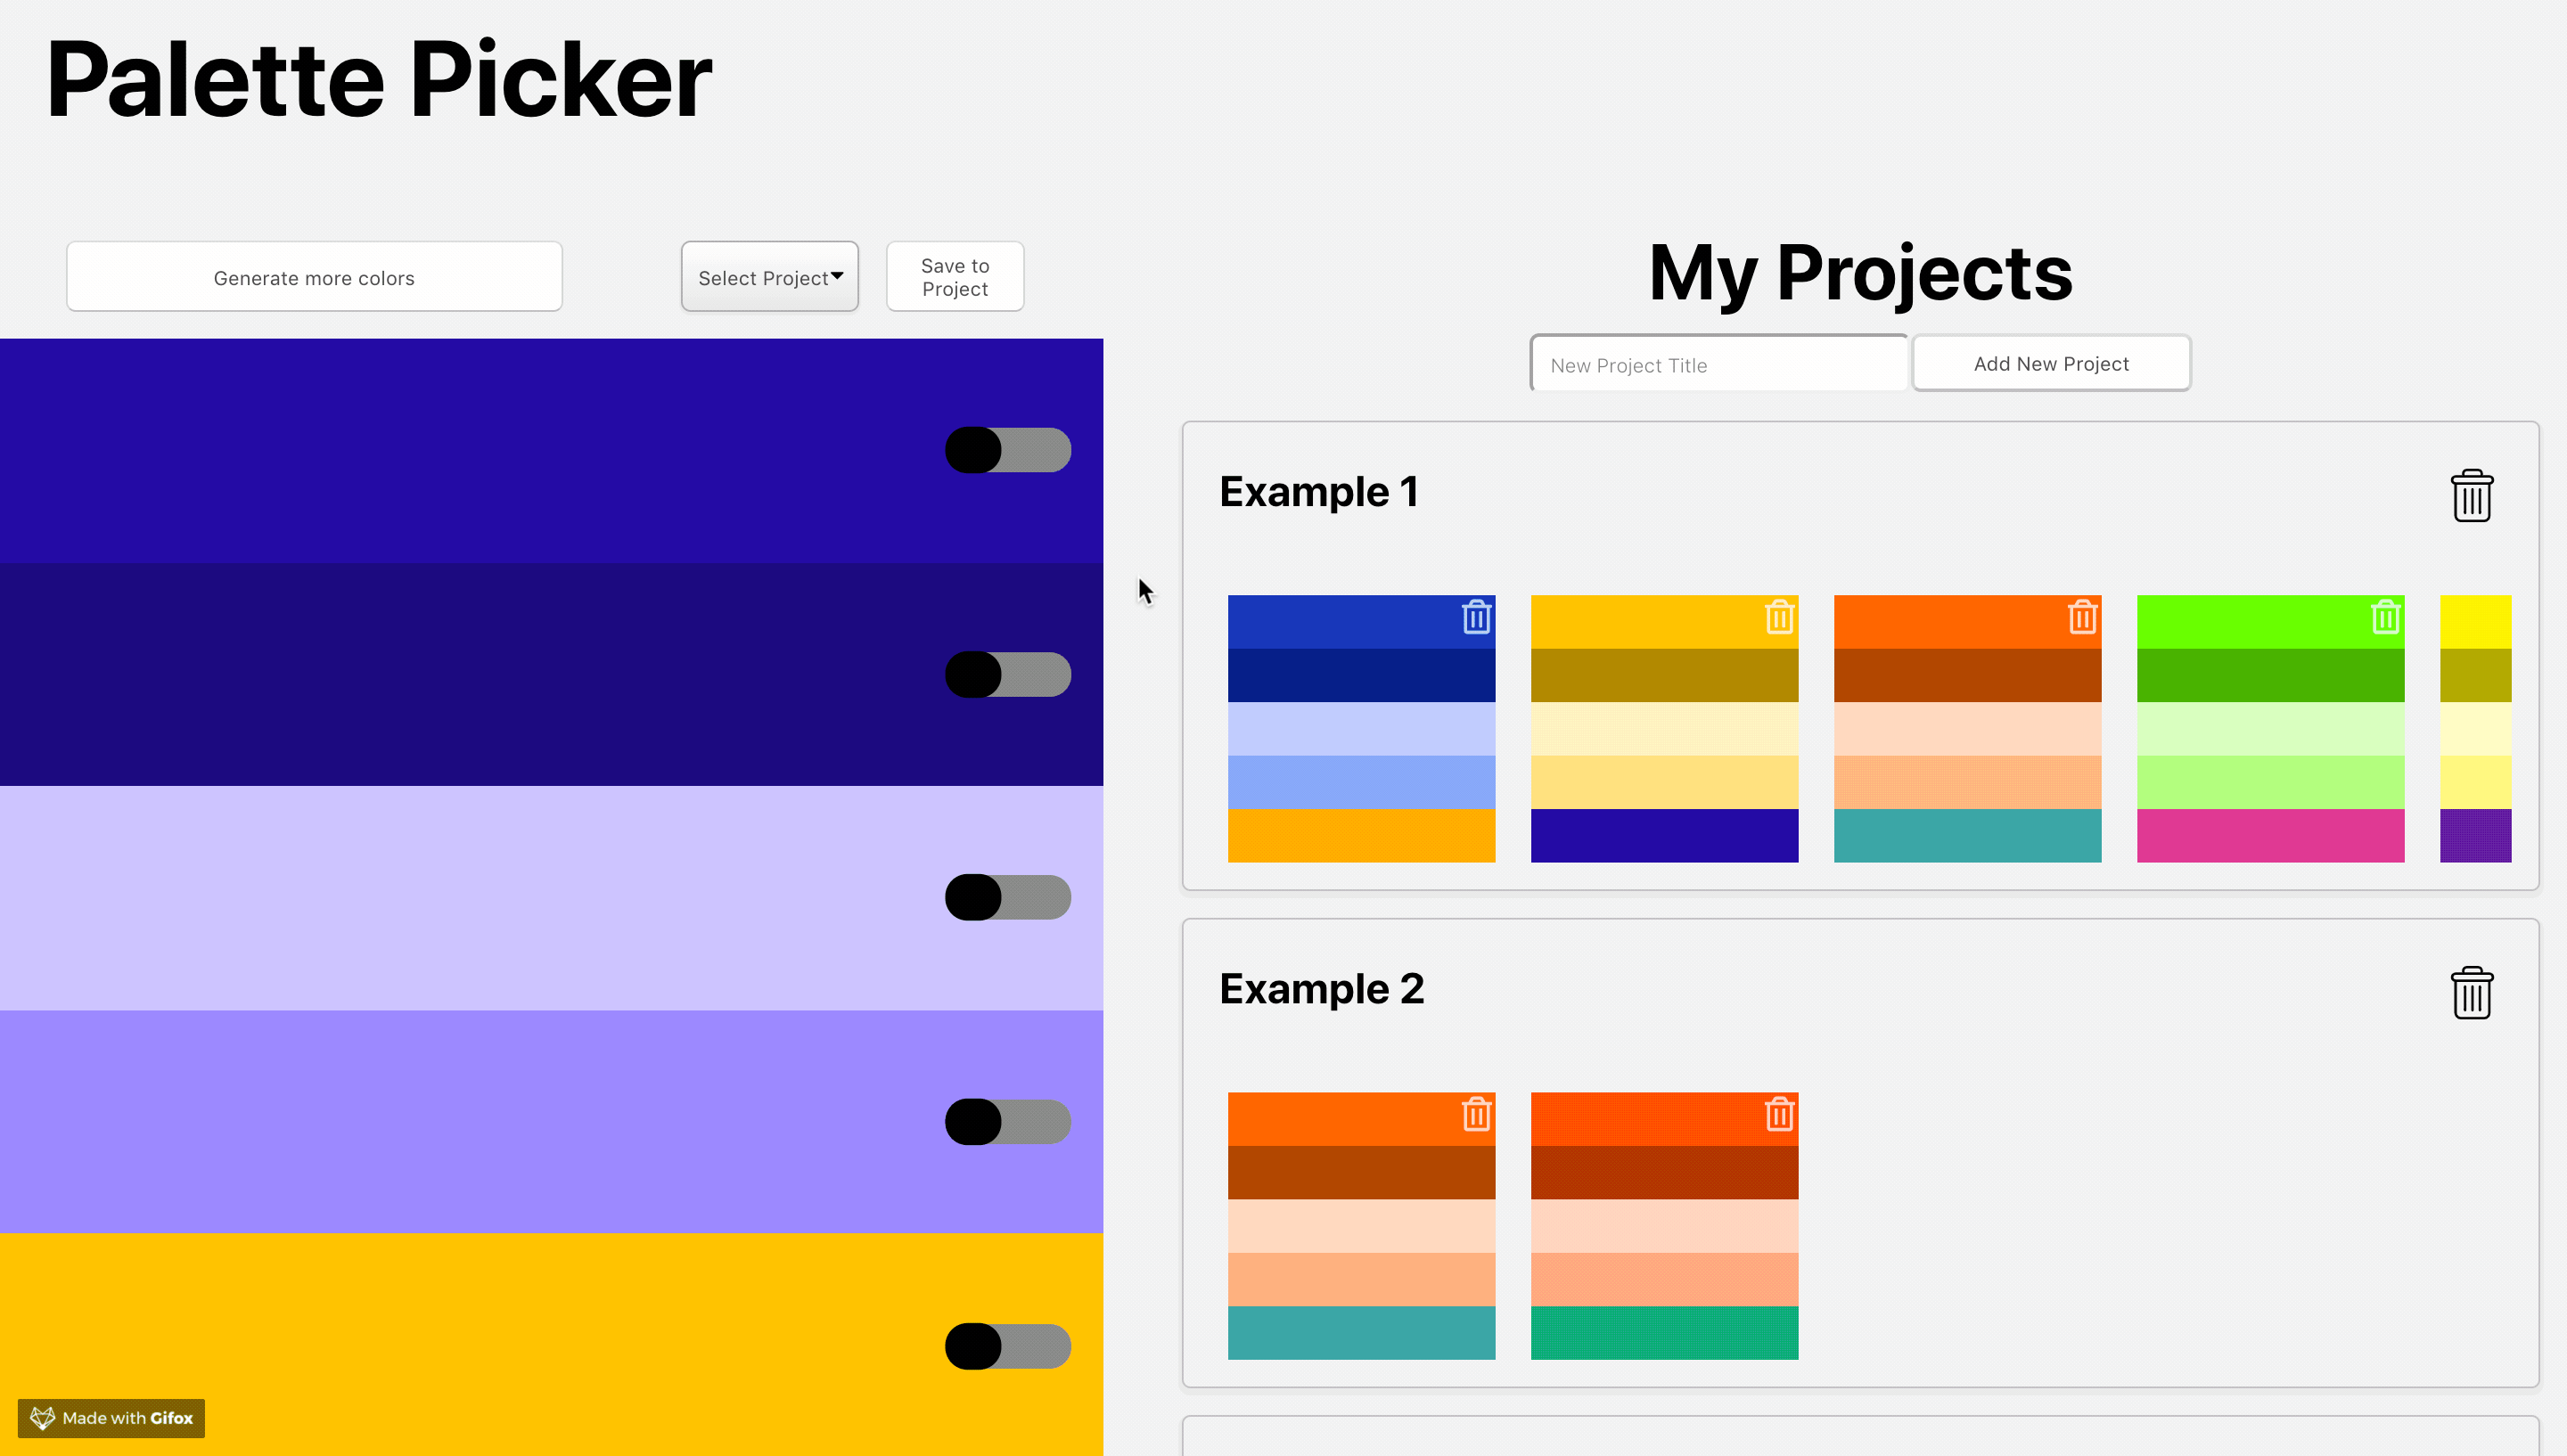 Palette Picker
Generate more colors
Select Project
Save to
Project
My Projects
New Project Title
Add New Project
Example 1
Example 2
Made with Gifox